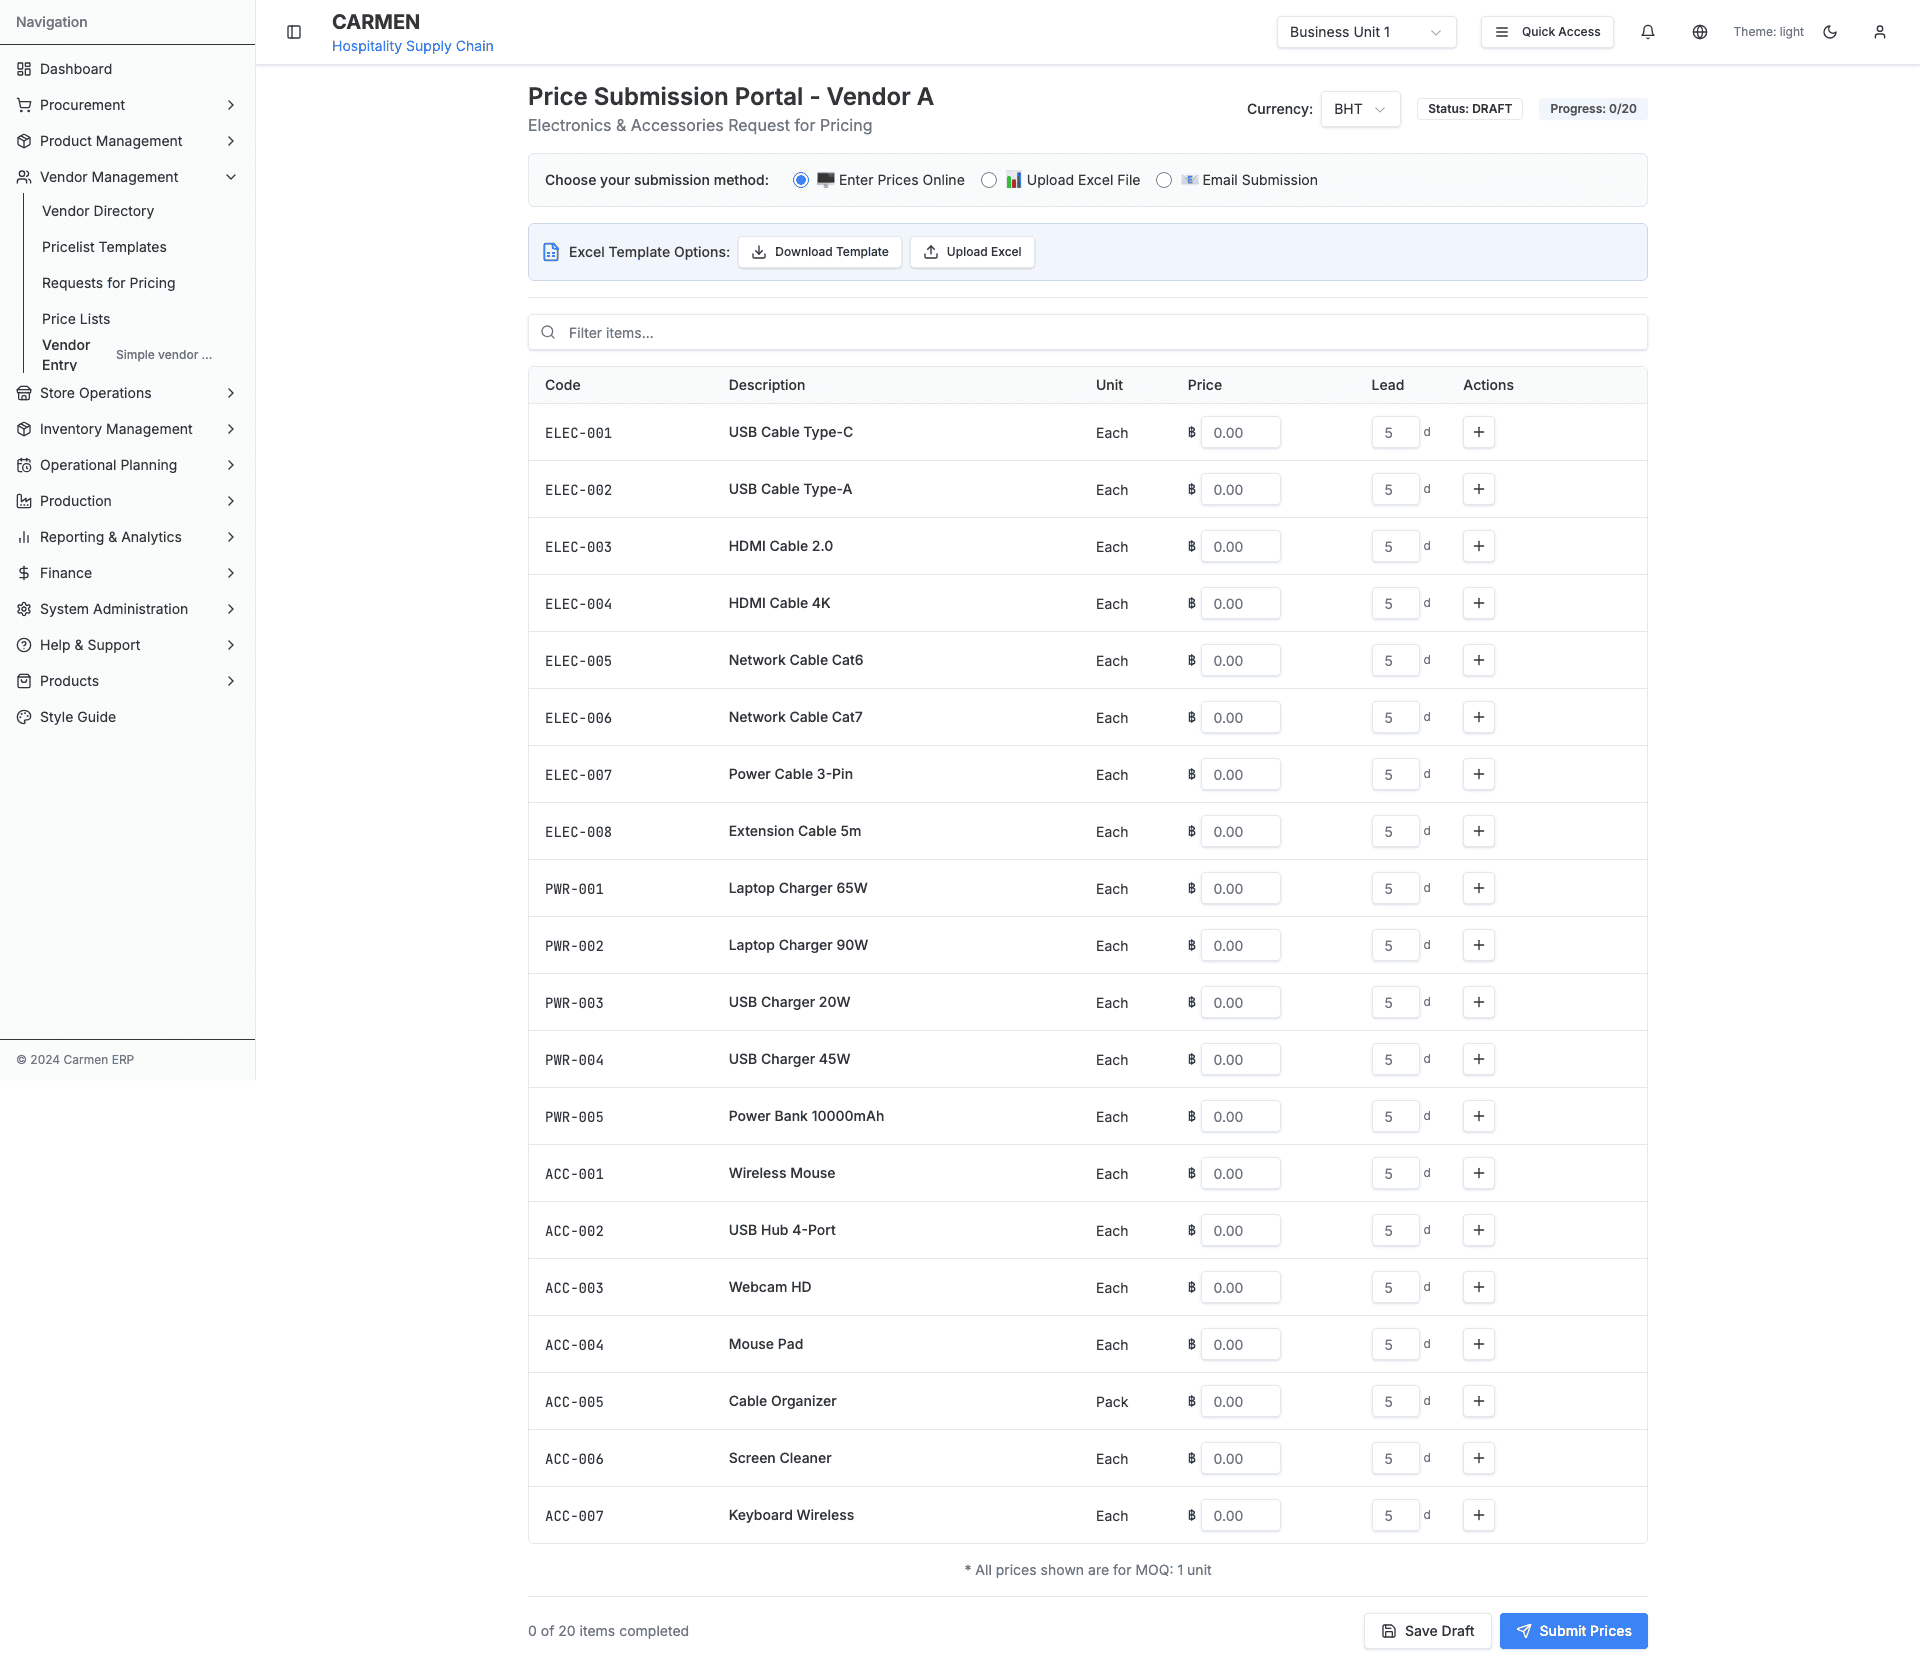 Navigation
Dashboard
Procurement
Product Management
Vendor Management
Vendor Directory
Pricelist Templates
Requests for Pricing
Price Lists
Vendor Entry Simple vendor ...
Store Operations
Inventory Management
Operational Planning
Production
Reporting & Analytics
Finance
System Administration
Help & Support
Products
Style Guide
© 2024 Carmen ERP
CARMEN
Hospitality Supply Chain
Business Unit 1
Quick Access
Theme: light
Price Submission Portal - Vendor A
Electronics & Accessories Request for Pricing
Currency: BHT Status: DRAFT Progress: 0/20
Choose your submission method: Enter Prices Online Upload Excel File Email Submission
Excel Template Options: Download Template Upload Excel
Filter items...
Code Description Unit Price Lead Actions
ELEC-001 USB Cable Type-C Each ฿ 0.00 5 d +
ELEC-002 USB Cable Type-A Each ฿ 0.00 5 d +
ELEC-003 HDMI Cable 2.0 Each ฿ 0.00 5 d +
ELEC-004 HDMI Cable 4K Each ฿ 0.00 5 d +
ELEC-005 Network Cable Cat6 Each ฿ 0.00 5 d +
ELEC-006 Network Cable Cat7 Each ฿ 0.00 5 d +
ELEC-007 Power Cable 3-Pin Each ฿ 0.00 5 d +
ELEC-008 Extension Cable 5m Each ฿ 0.00 5 d +
PWR-001 Laptop Charger 65W Each ฿ 0.00 5 d +
PWR-002 Laptop Charger 90W Each ฿ 0.00 5 d +
PWR-003 USB Charger 20W Each ฿ 0.00 5 d +
PWR-004 USB Charger 45W Each ฿ 0.00 5 d +
PWR-005 Power Bank 10000mAh Each ฿ 0.00 5 d +
ACC-001 Wireless Mouse Each ฿ 0.00 5 d +
ACC-002 USB Hub 4-Port Each ฿ 0.00 5 d +
ACC-003 Webcam HD Each ฿ 0.00 5 d +
ACC-004 Mouse Pad Each ฿ 0.00 5 d +
ACC-005 Cable Organizer Pack ฿ 0.00 5 d +
ACC-006 Screen Cleaner Each ฿ 0.00 5 d +
ACC-007 Keyboard Wireless Each ฿ 0.00 5 d +
* All prices shown are for MOQ: 1 unit
0 of 20 items completed
Save Draft
Submit Prices